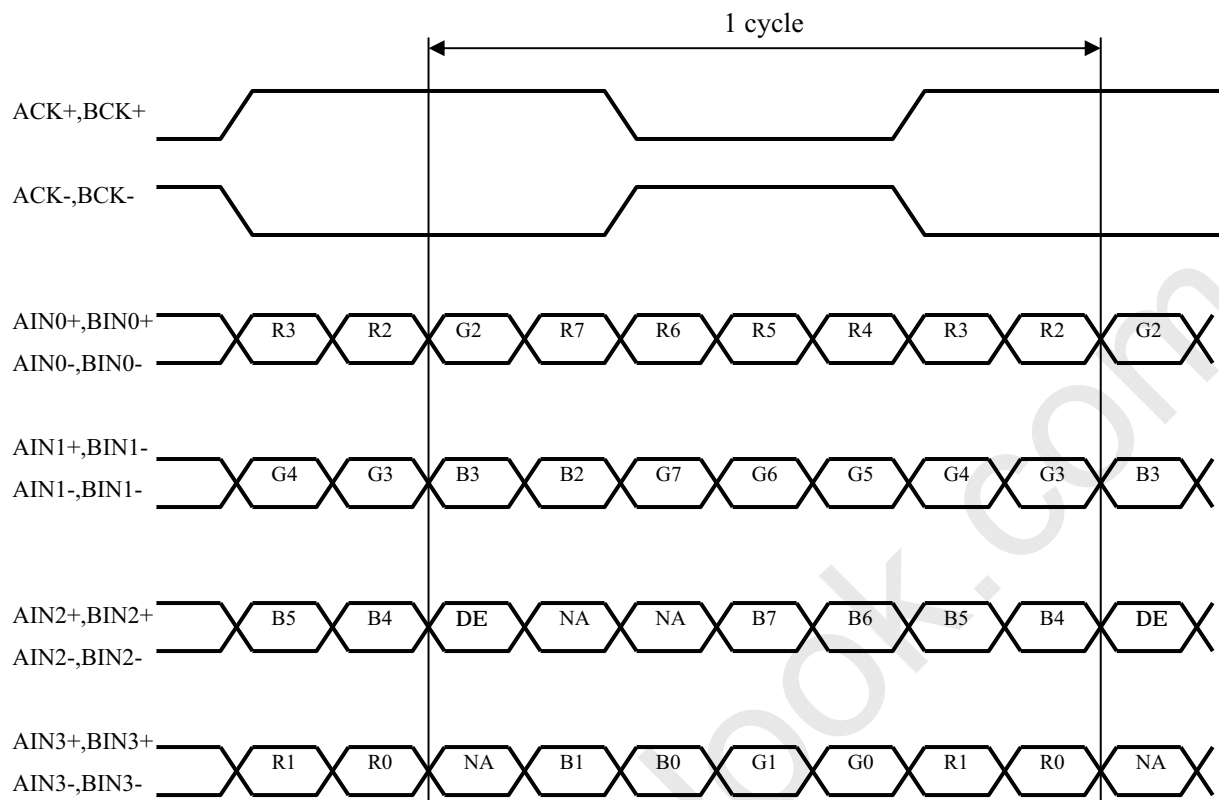 1 cycle
ACK+,BCK+
ACK-,BCK-
AIN0+,BIN0+
R3 R2 G2 R7 R6 R5 R4 R3 R2 G2
AIN0-,BIN0-
AIN1+,BIN1-
G4 G3 B3 B2 G7 G6 G5 G4 G3 B3
AIN1-,BIN1-
AIN2+,BIN2+
B5 B4 DE NA NA B7 B6 B5 B4 DE
AIN2-,BIN2-
AIN3+,BIN3+
R1 R0 NA B1 B0 G1 G0 R1 R0 NA
AIN3-,BIN3-
look.com